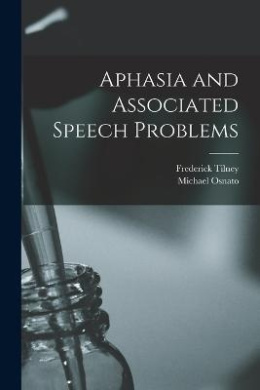 Aphasia and
Associated
Speech Problems
Frederick Tilney
Michael Osnato